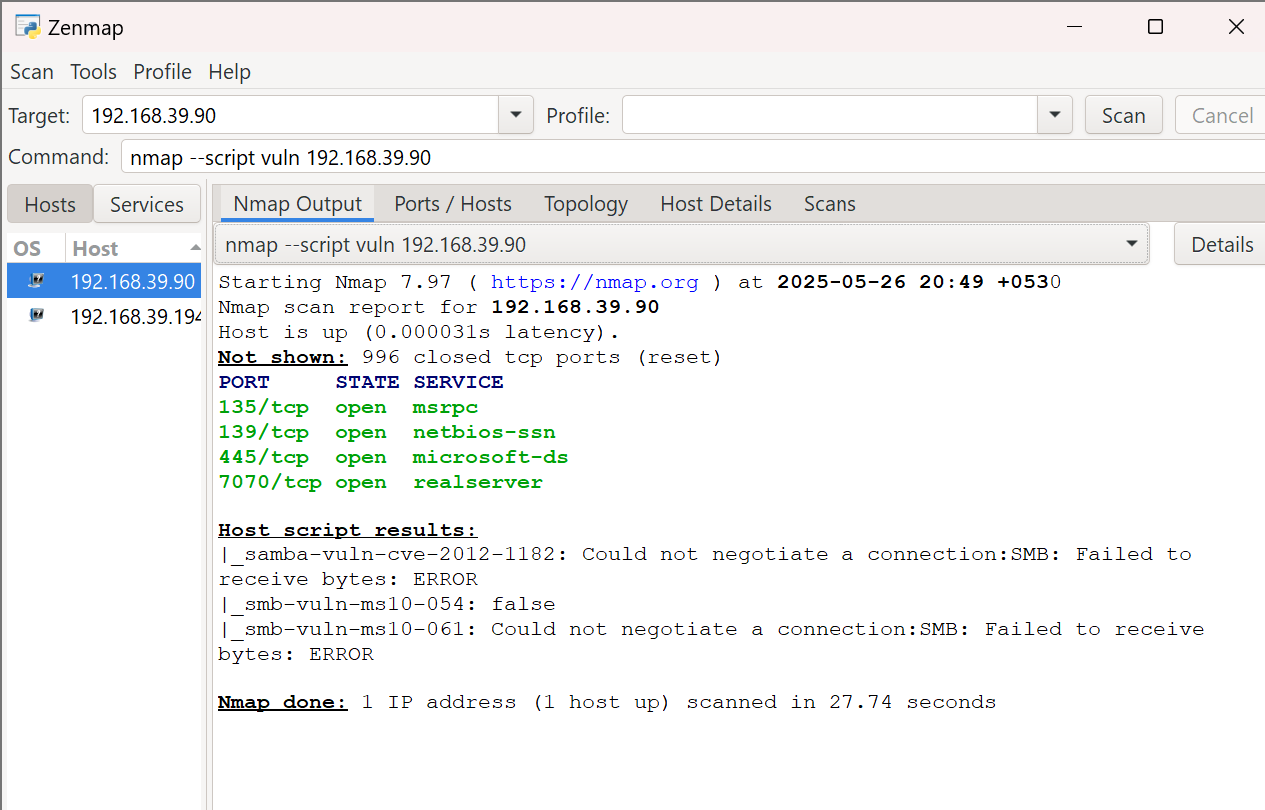 Zenmap
Scan Tools Profile Help
Target: 192.168.39.90 Profile: Scan Cancel
Command: nmap --script vuln 192.168.39.90
Hosts Services Nmap Output Ports / Hosts Topology Host Details Scans
OS Host nmap --script vuln 192.168.39.90 Details
192.168.39.90
192.168.39.194
Starting Nmap 7.97 ( https://nmap.org ) at 2025-05-26 20:49 +0530
Nmap scan report for 192.168.39.90
Host is up (0.000031s latency).
Not shown: 996 closed tcp ports (reset)
PORT STATE SERVICE
135/tcp open msrpc
139/tcp open netbios-ssn
445/tcp open microsoft-ds
7070/tcp open realserver
Host script results:
|_samba-vuln-cve-2012-1182: Could not negotiate a connection:SMB: Failed to
receive bytes: ERROR
|_smb-vuln-ms10-054: false
|_smb-vuln-ms10-061: Could not negotiate a connection:SMB: Failed to receive
bytes: ERROR
Nmap done: 1 IP address (1 host up) scanned in 27.74 seconds